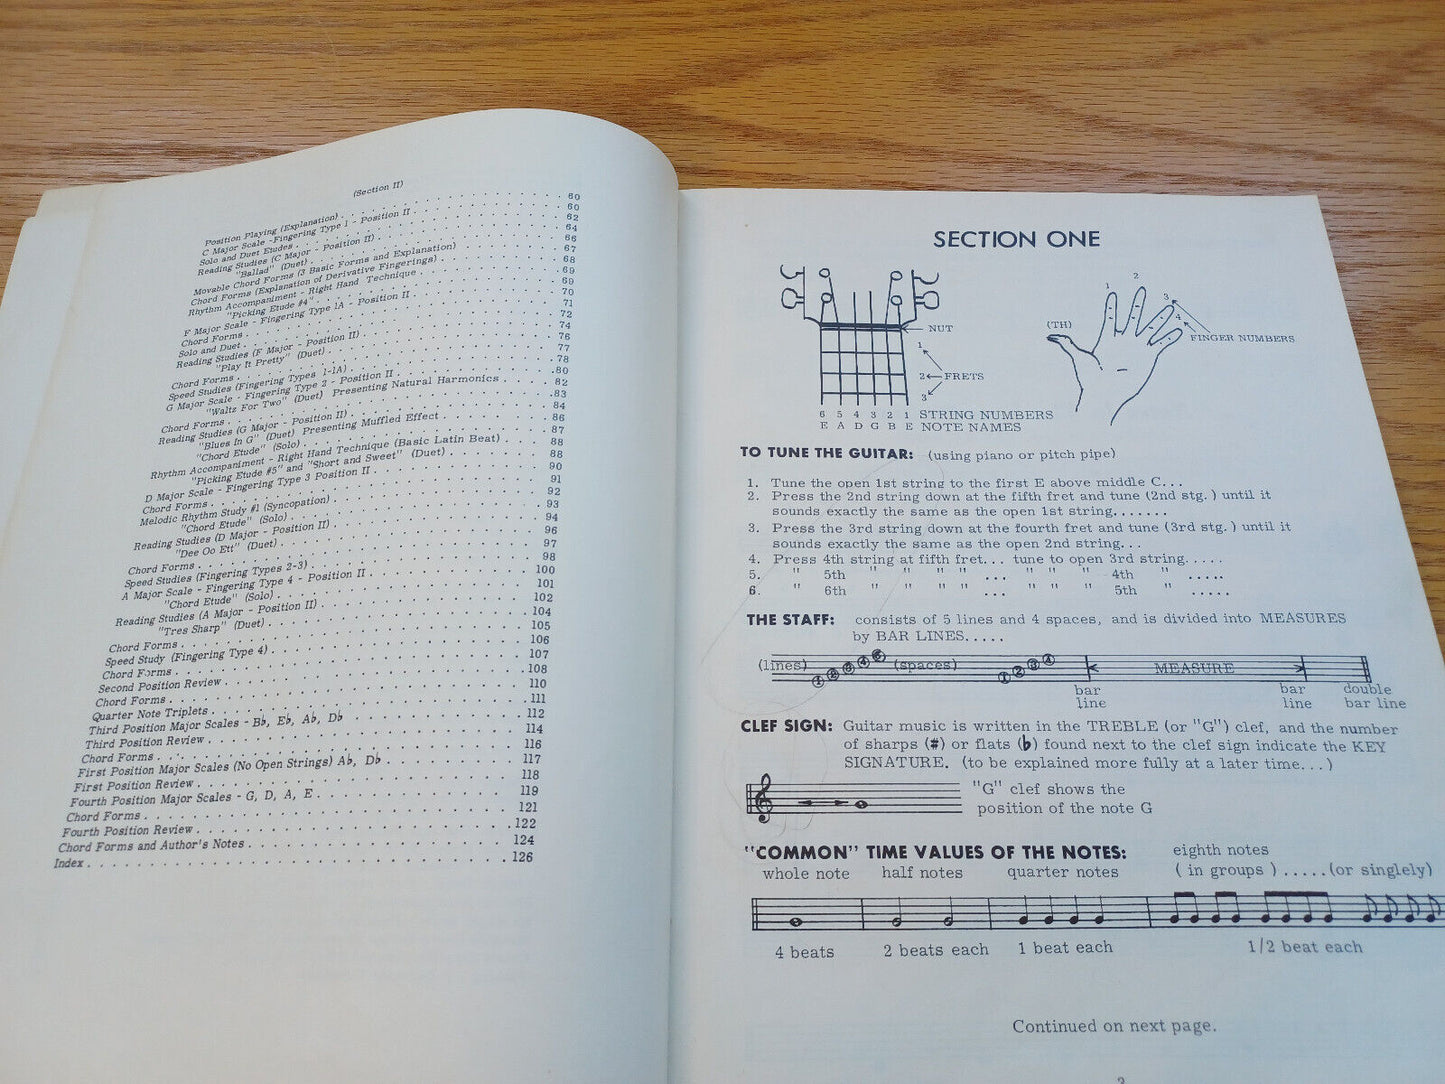 (Section II)
Position Playing (Explanation) . . . . . 60
C Major Scale -Fingering Type 1 - Position II . . . . . 60
Solo and Duet Etudes . . . . . 62
Reading Studies (C Major - Position II) . . . . . 64
"Ballad" (Duet) . . . . . 66
Movable Chord Forms (3 Basic Forms and Explanation) . . . . . 67
Chord Forms (Explanation of Derivative Fingerings) . . . . . 68
Rhythm Accompaniment - Right Hand Technique . . . . . 69
"Picking Etude #4" . . . . . 69
F Major Scale - Fingering Type 1A - Position II . . . . . 70
Chord Forms . . . . . 71
Solo and Duet . . . . . 72
Reading Studies (F Major - Position II) . . . . . 74
"Play It Pretty" (Duet) . . . . . 76
Chord Forms . . . . . 77
Speed Studies (Fingering Types 1-1A) . . . . . 78
G Major Scale - Fingering Type 2 - Position II . . . . . 80
"Waltz For Two" (Duet) Presenting Natural Harmonics . . . . . 82
Chord Forms . . . . . 83
Reading Studies (G Major - Position II) . . . . . 84
"Blues In G" (Duet) Presenting Muffled Effect . . . . . 86
"Chord Etude" (Solo) . . . . . 87
Rhythm Accompaniment - Right Hand Technique (Basic Latin Beat) . . . . . 88
"Picking Etude #5" and "Short and Sweet" (Duet) . . . . . 88
D Major Scale - Fingering Type 3 Position II . . . . . 90
Chord Forms . . . . . 91
Melodic Rhythm Study #1 (Syncopation) . . . . . 92
"Chord Etude" (Solo) . . . . . 93
Reading Studies (D Major - Position II) . . . . . 94
"Dee Oo Ett" (Duet) . . . . . 96
Chord Forms . . . . . 97
Speed Studies (Fingering Types 2-3) . . . . . 98
A Major Scale - Fingering Type 4 - Position II . . . . . 100
"Chord Etude" (Solo) . . . . . 101
Reading Studies (A Major - Position II) . . . . . 102
"Tres Sharp" (Duet) . . . . . 104
Chord Forms . . . . . 105
Speed Study (Fingering Type 4) . . . . . 106
Chord Forms . . . . . 107
Second Position Review . . . . . 108
Chord Forms . . . . . 110
Quarter Note Triplets . . . . . 111
Third Position Major Scales - B♭, E♭, A♭, D♭ . . . . . 112
Third Position Review . . . . . 114
Chord Forms . . . . . 116
First Position Major Scales (No Open Strings) A♭, D♭ . . . . . 117
First Position Review . . . . . 118
Fourth Position Major Scales - G, D, A, E . . . . . 119
Chord Forms . . . . . 121
Fourth Position Review . . . . . 122
Chord Forms and Author's Notes . . . . . 124
Index . . . . . 126
SECTION ONE
NUT
1
2 FRETS
3
6 5 4 3 2 1 STRING NUMBERS
E A D G B E NOTE NAMES
(TH) 1 2 3 4
FINGER NUMBERS
TO TUNE THE GUITAR: (using piano or pitch pipe)
1. Tune the open 1st string to the first E above middle C...
2. Press the 2nd string down at the fifth fret and tune (2nd stg. ) until it
sounds exactly the same as the open 1st string.......
3. Press the 3rd string down at the fourth fret and tune (3rd stg. ) until it
sounds exactly the same as the open 2nd string...
4. Press 4th string at fifth fret... tune to open 3rd string.....
5. " 5th " " " " ... " " " 4th " .....
6. " 6th " " " " ... " " " 5th " .....
THE STAFF: consists of 5 lines and 4 spaces, and is divided into MEASURES
by BAR LINES.....
(lines) 1 2 3 4 5 (spaces) 1 2 3 4 MEASURE
bar line bar line double bar line
CLEF SIGN: Guitar music is written in the TREBLE (or "G") clef, and the number
of sharps (#) or flats (♭) found next to the clef sign indicate the KEY
SIGNATURE. (to be explained more fully at a later time...)
"G" clef shows the
position of the note G
"COMMON" TIME VALUES OF THE NOTES: eighth notes
whole note half notes quarter notes ( in groups ) .....(or singlely)
4 beats 2 beats each 1 beat each 1/2 beat each
Continued on next page.